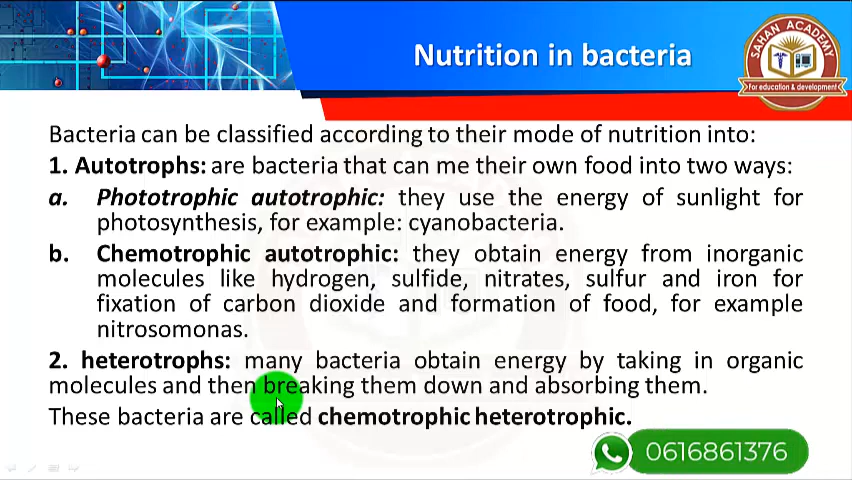 Nutrition in bacteria
SAHAN ACADEMY
For education & development
Bacteria can be classified according to their mode of nutrition into:
1. Autotrophs: are bacteria that can me their own food into two ways:
a. Phototrophic autotrophic: they use the energy of sunlight for
photosynthesis, for example: cyanobacteria.
b. Chemotrophic autotrophic: they obtain energy from inorganic
molecules like hydrogen, sulfide, nitrates, sulfur and iron for
fixation of carbon dioxide and formation of food, for example
nitrosomonas.
2. heterotrophs: many bacteria obtain energy by taking in organic
molecules and then breaking them down and absorbing them.
These bacteria are called chemotrophic heterotrophic.
0616861376